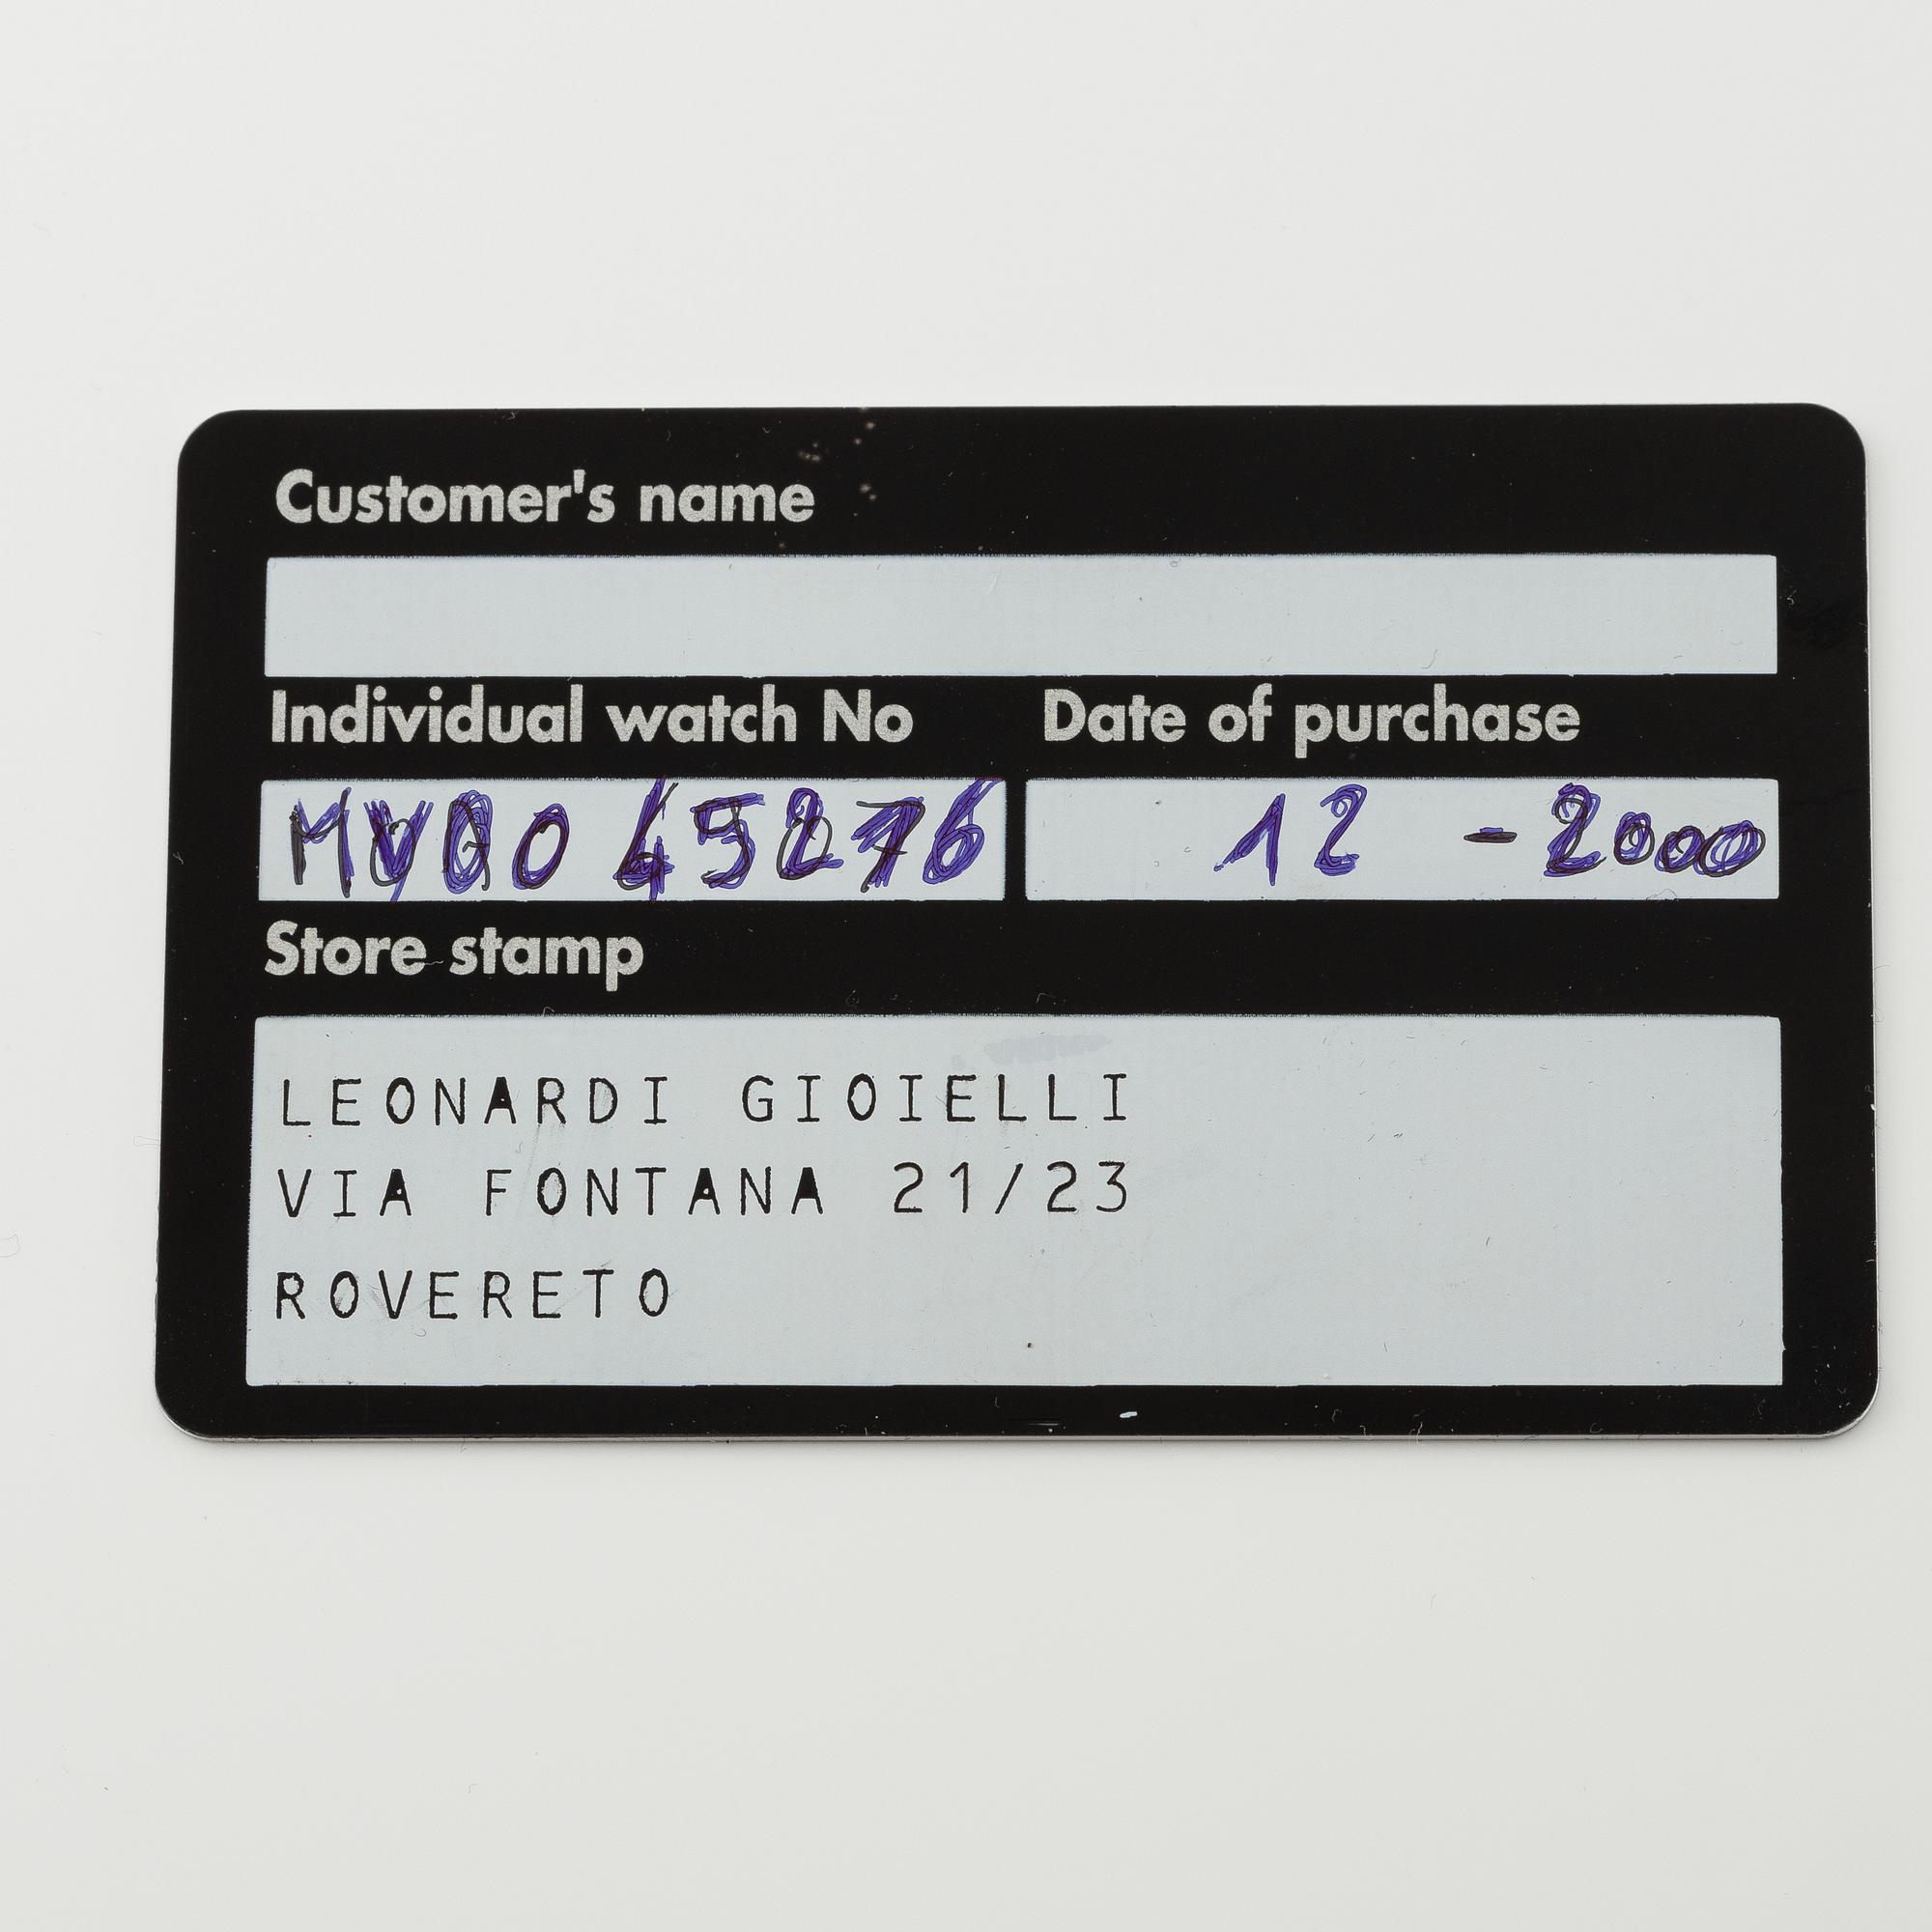 Customer's name
Individual watch No
Date of purchase
12 - 2000
Store stamp
LEONARDI GIOIELLI
VIA FONTANA 21/23
ROVERETO